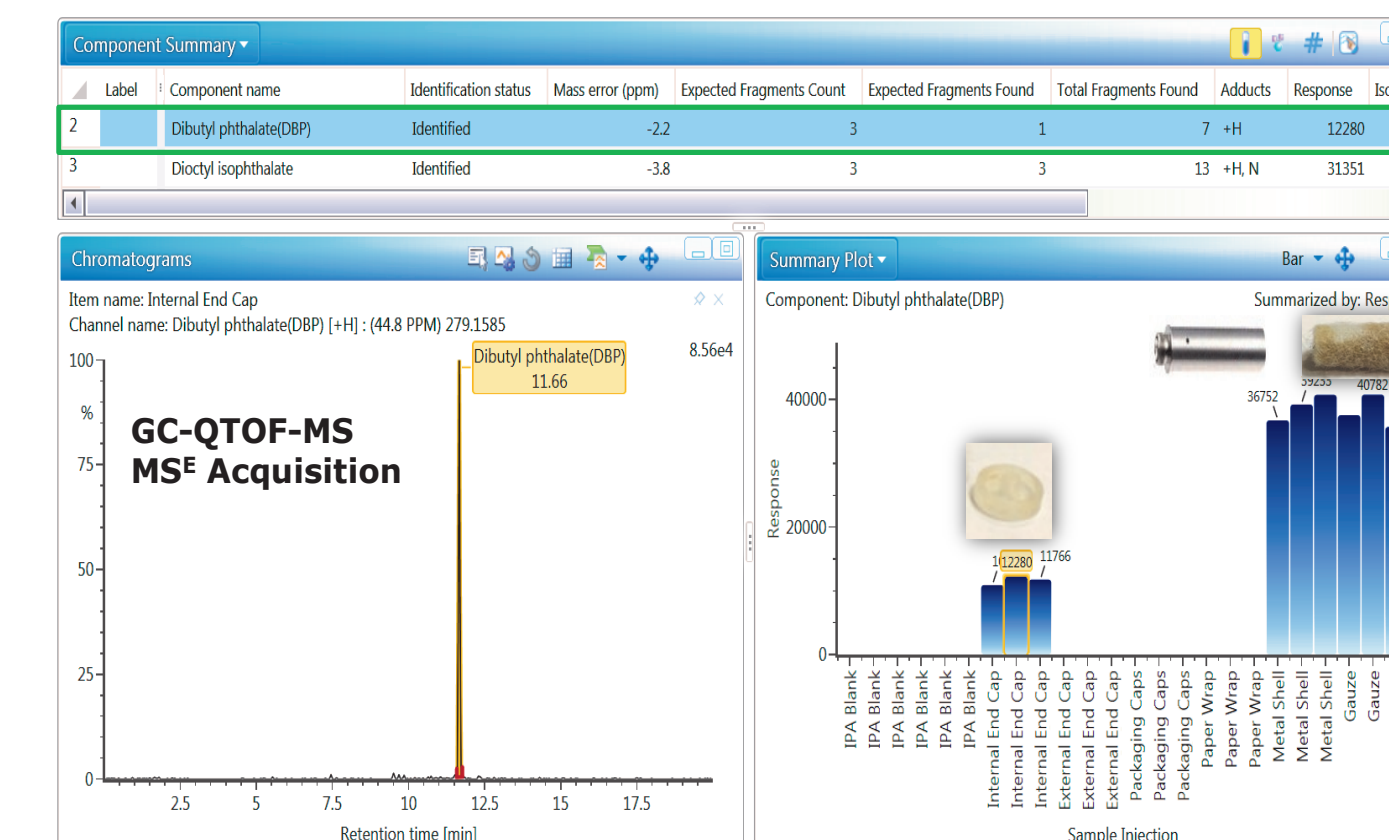 Component Summary
Label Component name Identification status Mass error (ppm) Expected Fragments Count Expected Fragments Found Total Fragments Found Adducts Response
2 Dibutyl phthalate(DBP) Identified -2.2 3 1 7 +H 12280
3 Dioctyl isophthalate Identified -3.8 3 3 13 +H, N 31351
Chromatograms
Item name: Internal End Cap
Channel name: Dibutyl phthalate(DBP) [+H] : (44.8 PPM) 279.1585
8.56e4
Dibutyl phthalate(DBP)
11.66
GC-QTOF-MS
MSᴱ Acquisition
100
%
75
50
25
0
2.5 5 7.5 10 12.5 15 17.5
Retention time [min]
Summary Plot
Bar
Component: Dibutyl phthalate(DBP)
Summarized by:
Response
40000
20000
0
12280
11766
36752
39233
40782
IPA Blank
IPA Blank
IPA Blank
IPA Blank
IPA Blank
IPA Blank
Internal End Cap
Internal End Cap
Internal End Cap
External End Cap
External End Cap
External End Cap
Packaging Caps
Packaging Caps
Packaging Caps
Paper Wrap
Paper Wrap
Paper Wrap
Metal Shell
Metal Shell
Metal Shell
Gauze
Gauze
Sample Injection